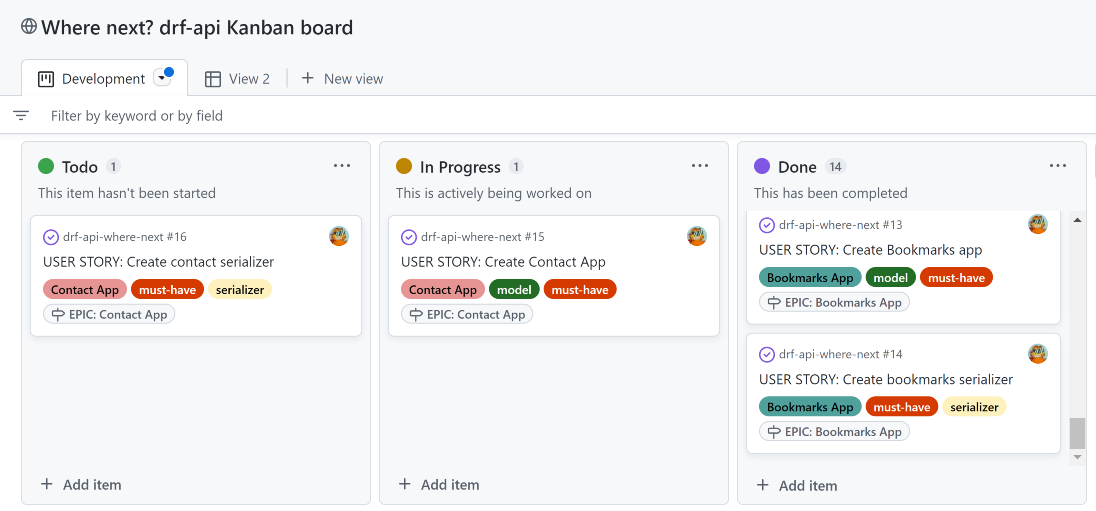 Where next? drf-api Kanban board
Development
View 2
New view
Filter by keyword or by field
Todo 1
This item hasn't been started
drf-api-where-next #16
USER STORY: Create contact serializer
Contact App must-have serializer
EPIC: Contact App
Add item
In Progress 1
This is actively being worked on
drf-api-where-next #15
USER STORY: Create Contact App
Contact App model must-have
EPIC: Contact App
Add item
Done 14
This has been completed
drf-api-where-next #13
USER STORY: Create Bookmarks app
Bookmarks App model must-have
EPIC: Bookmarks App
drf-api-where-next #14
USER STORY: Create bookmarks serializer
Bookmarks App must-have serializer
EPIC: Bookmarks App
Add item